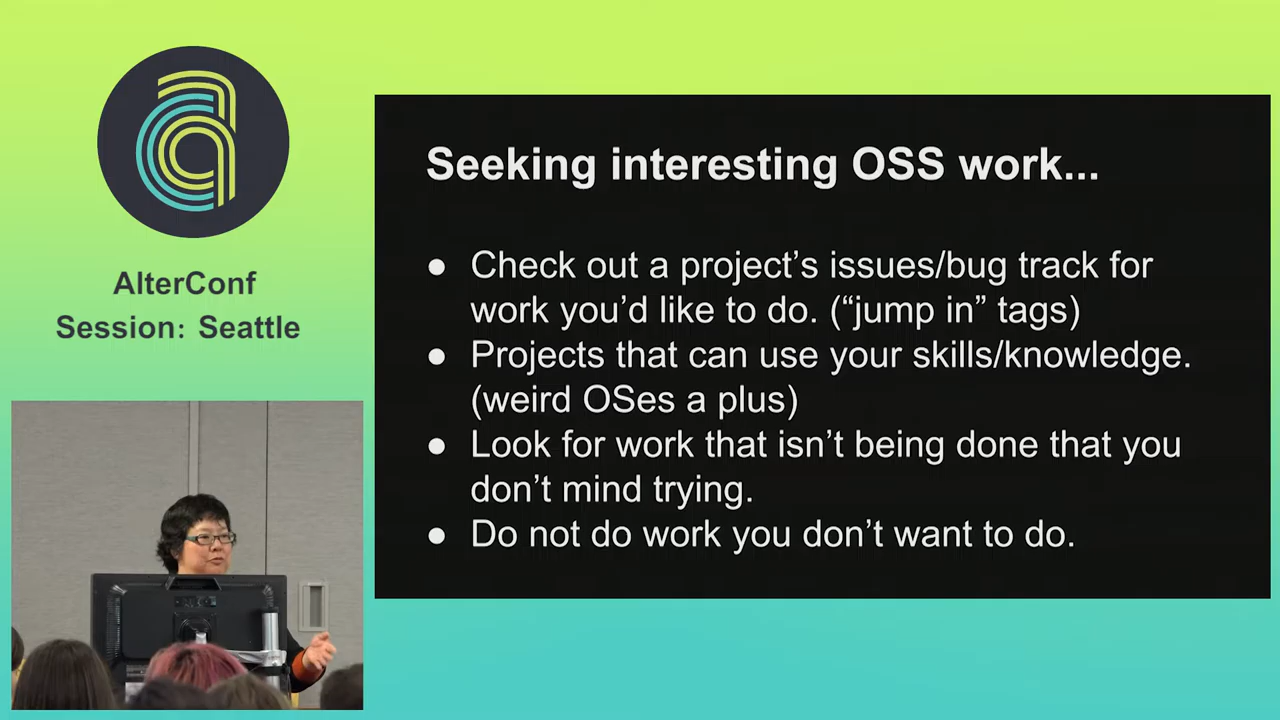 AlterConf
Session: Seattle
Seeking interesting OSS work...
● Check out a project’s issues/bug track for
work you’d like to do. (“jump in” tags)
● Projects that can use your skills/knowledge.
(weird OSes a plus)
● Look for work that isn’t being done that you
don’t mind trying.
● Do not do work you don’t want to do.